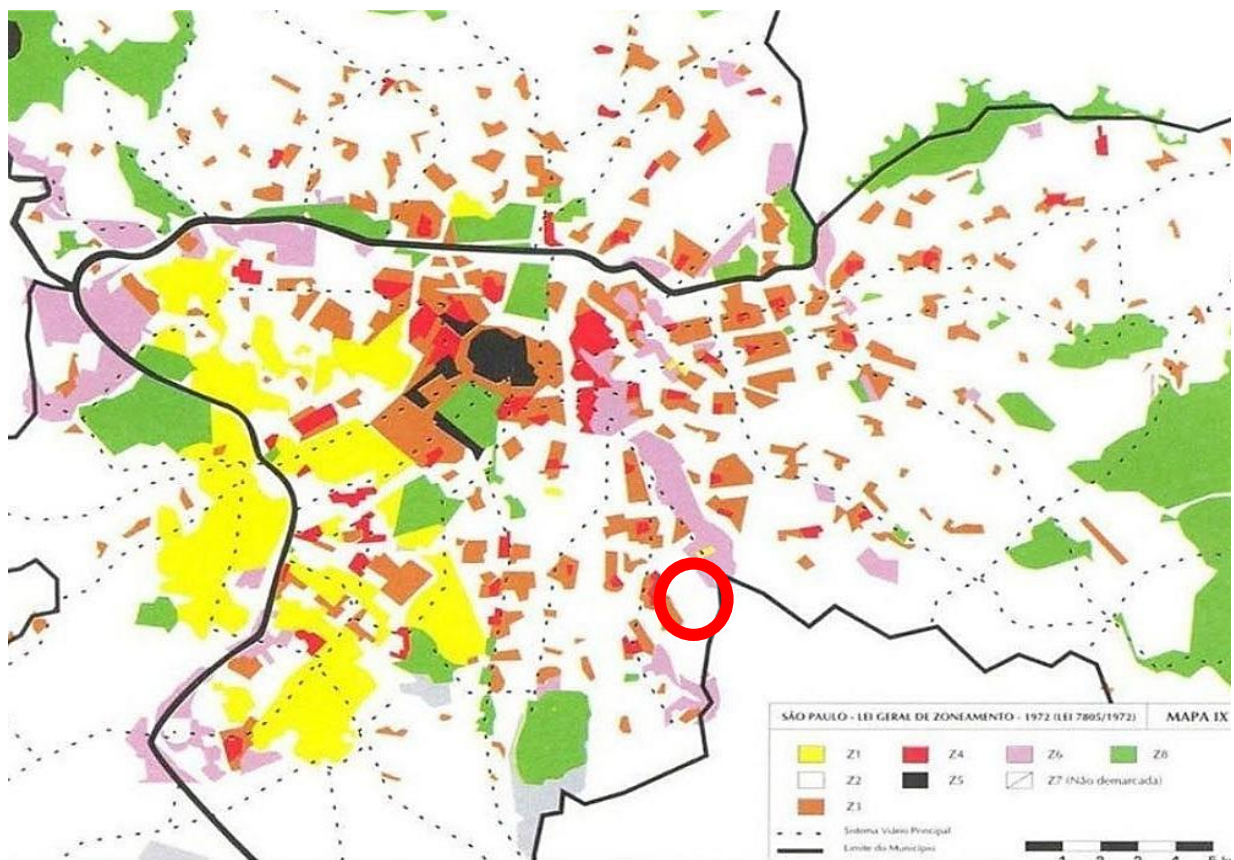 SÃO PAULO - LEI GERAL DE ZONEAMENTO - 1972 (LEI 7805/1972) MAPA IX
Z1 Z4 Z6 Z8
Z2 Z5 Z7 (Não demarcada)
Z3
Sistema Viário Principal
Limite do Município
1 2 3 4 5